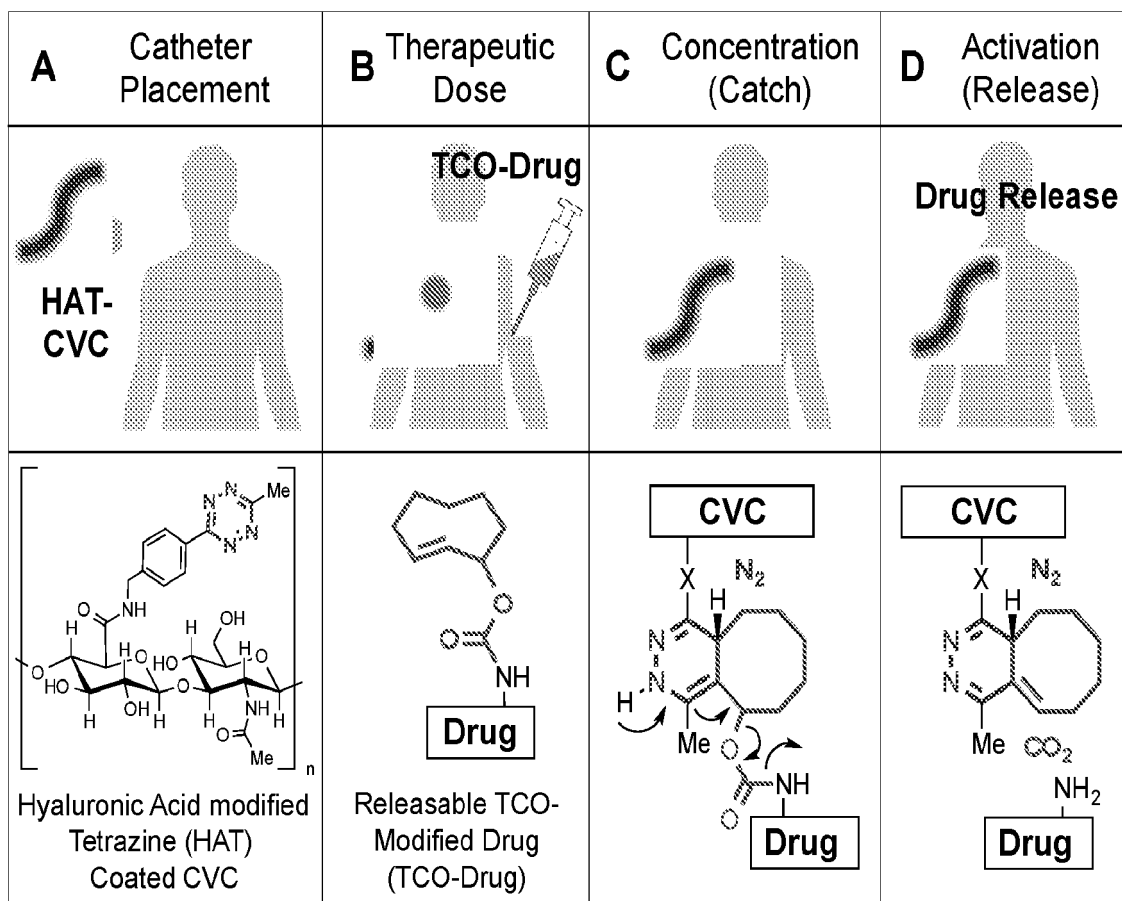 A Catheter
Placement
B Therapeutic
Dose
C Concentration
(Catch)
D Activation
(Release)
HAT-
CVC
TCO-Drug
Drug Release
N N
Me
N N
O
NH
OH
H
H
HO
O
O
O
HO
H
H
OH
H
O
HO
O
H
H
N
H
H
O
Me
n
Hyaluronic Acid modified
Tetrazine (HAT)
Coated CVC
O
O
NH
Drug
Releasable TCO-
Modified Drug
(TCO-Drug)
CVC
X
N2
H
N
N
H
Me
O
NH
O
Drug
CVC
X
N2
H
N
N
Me
CO2
NH2
Drug